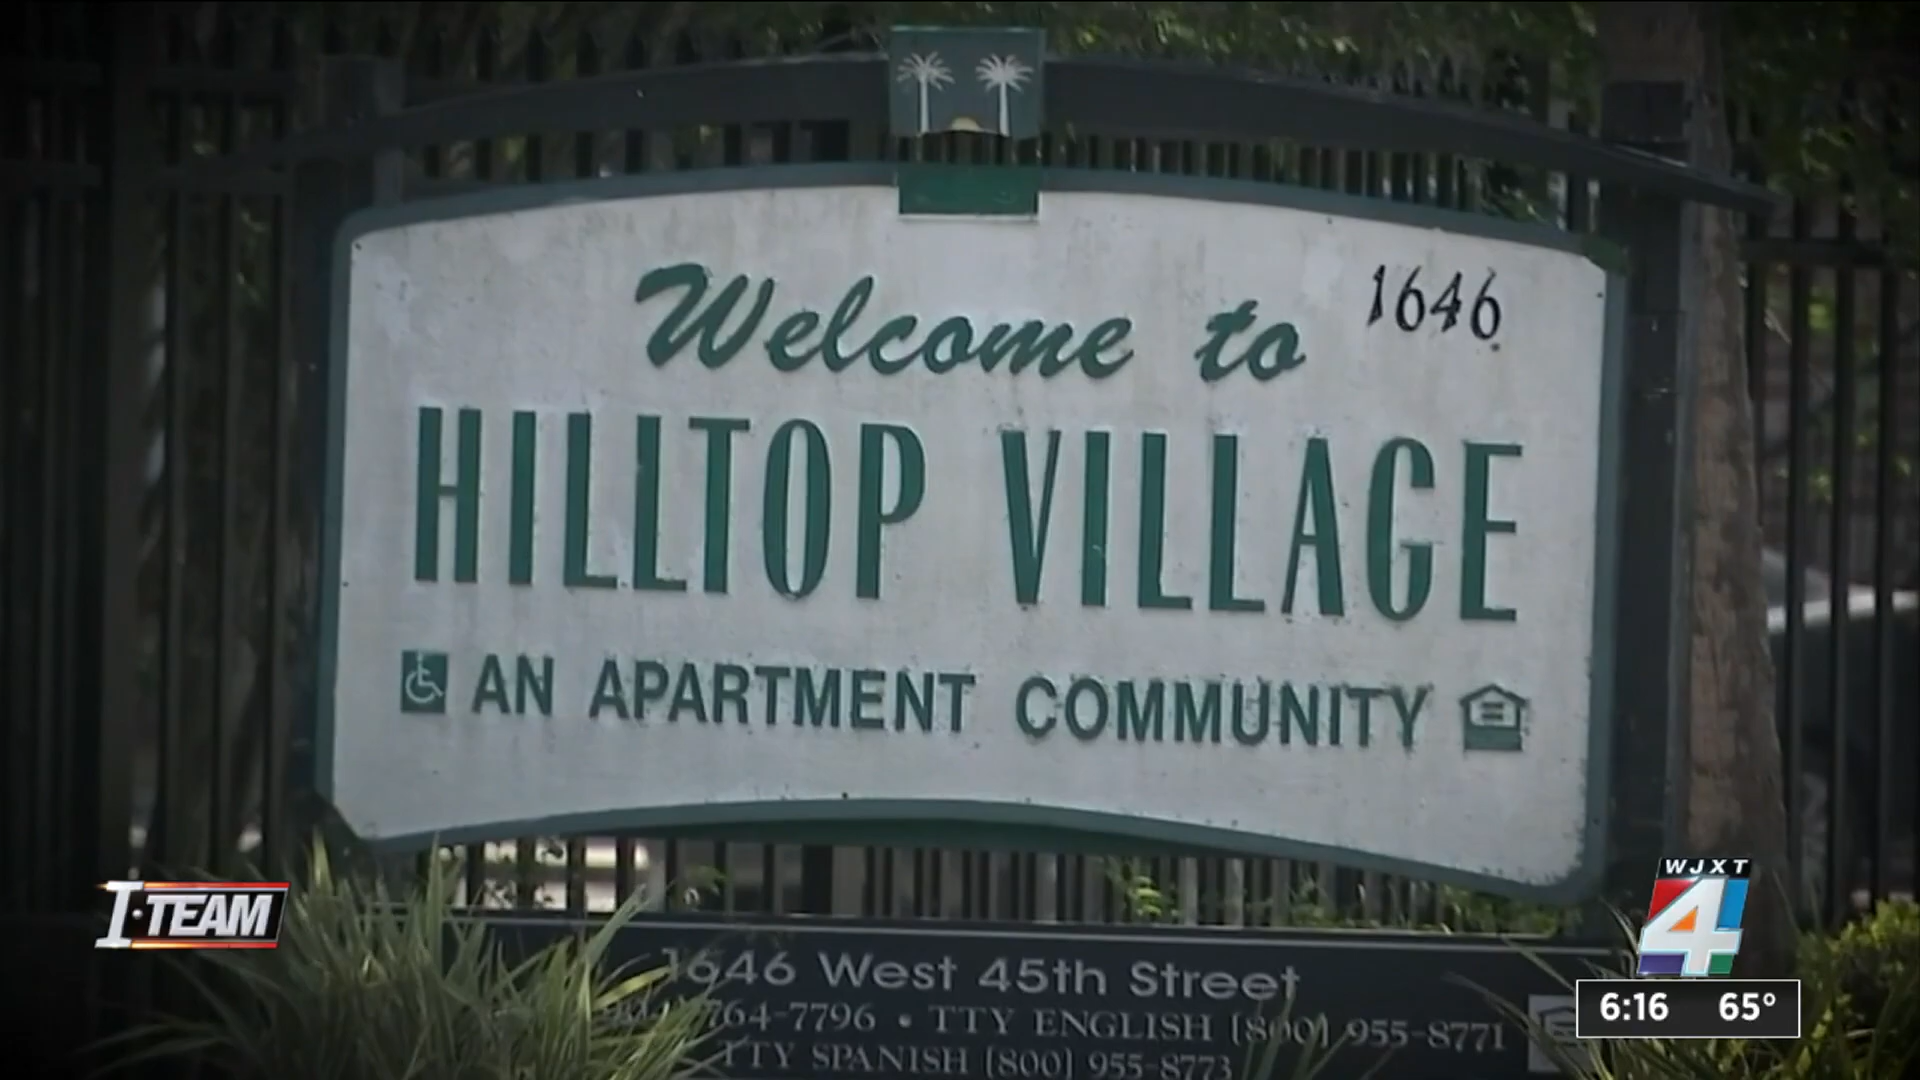 Welcome to 1646
HILLTOP VILLAGE
AN APARTMENT COMMUNITY
1646 West 45th Street
764-7796 • TTY ENGLISH (800) 955-8771
TTY SPANISH (800) 955-8773
I-TEAM
WJXT
4
6:16 65°